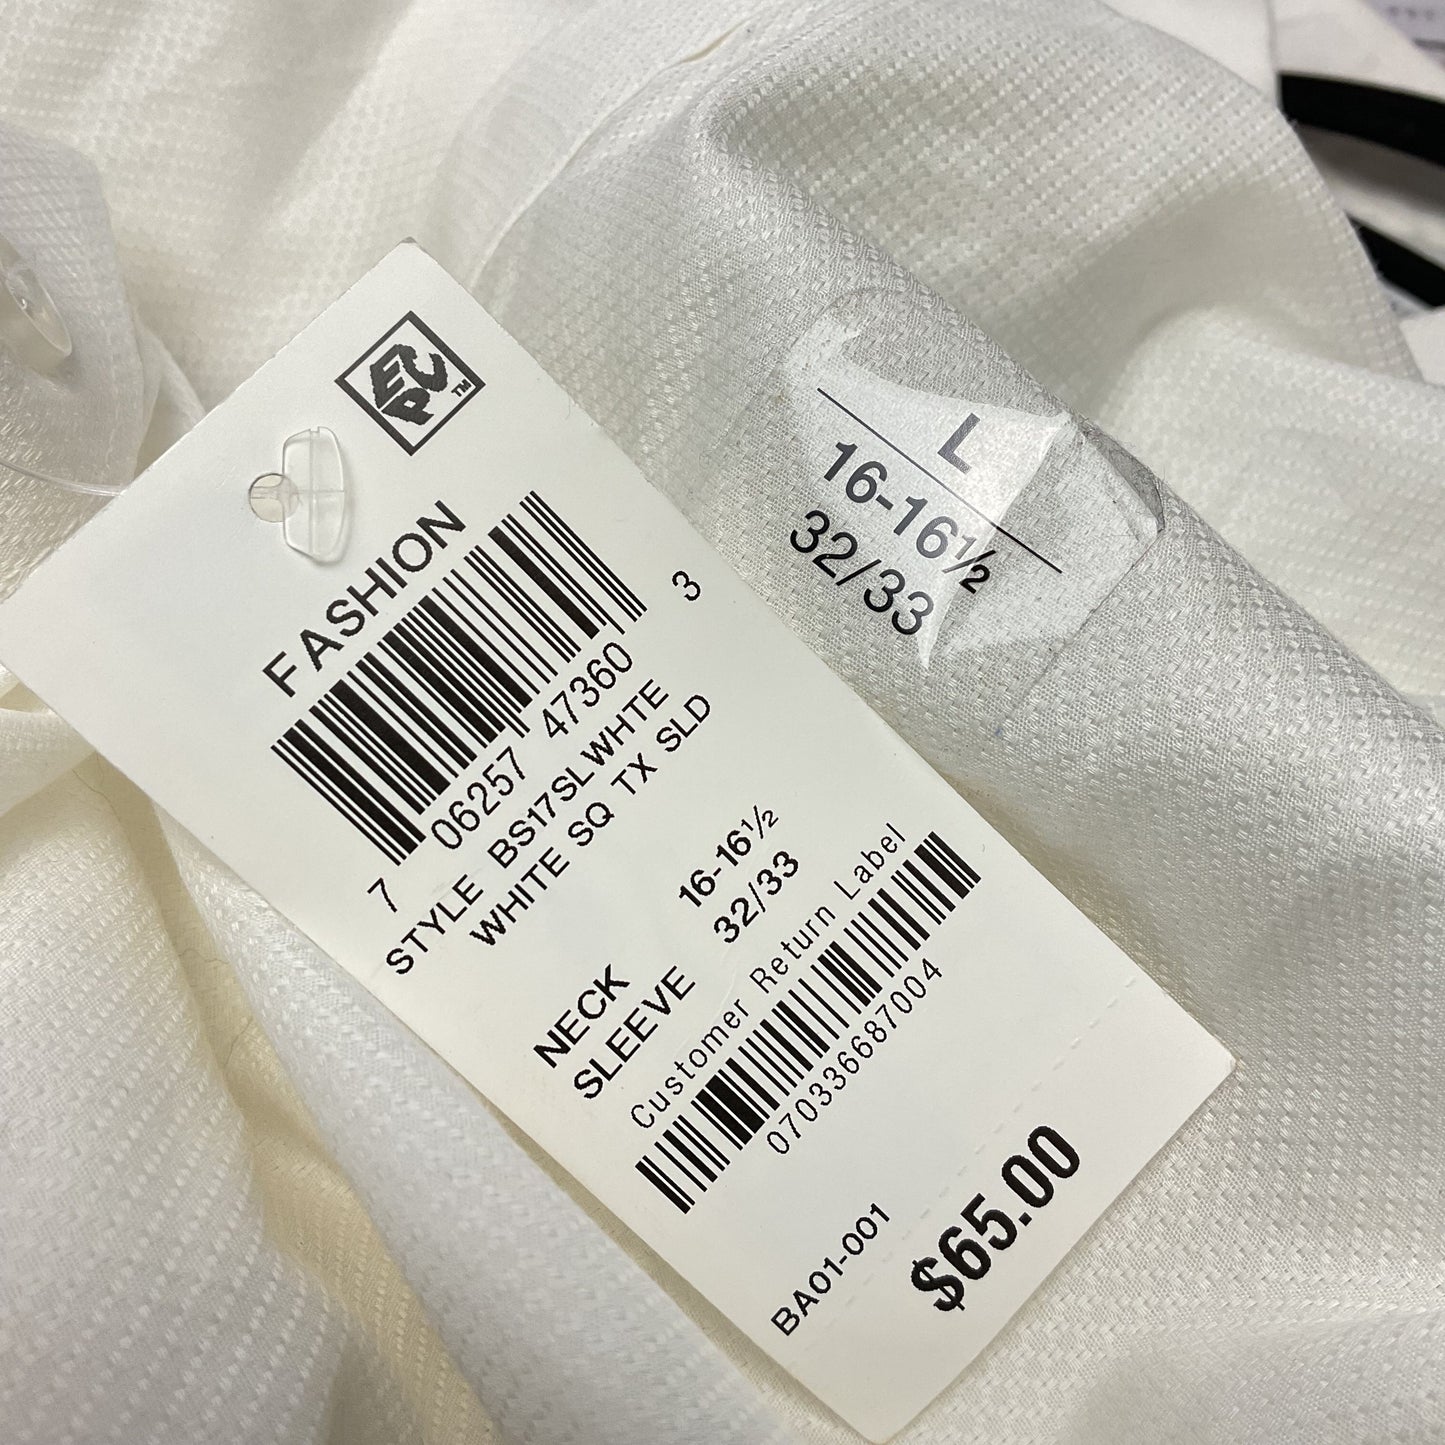 EPC™
FASHION
7 06257 47360 3
STYLE BS17SLWHTE
WHITE SQ TX SLD
NECK 16-16½
SLEEVE 32/33
Customer Return Label
070336687004
BA01-001 $65.00
L
16-16½
32/33